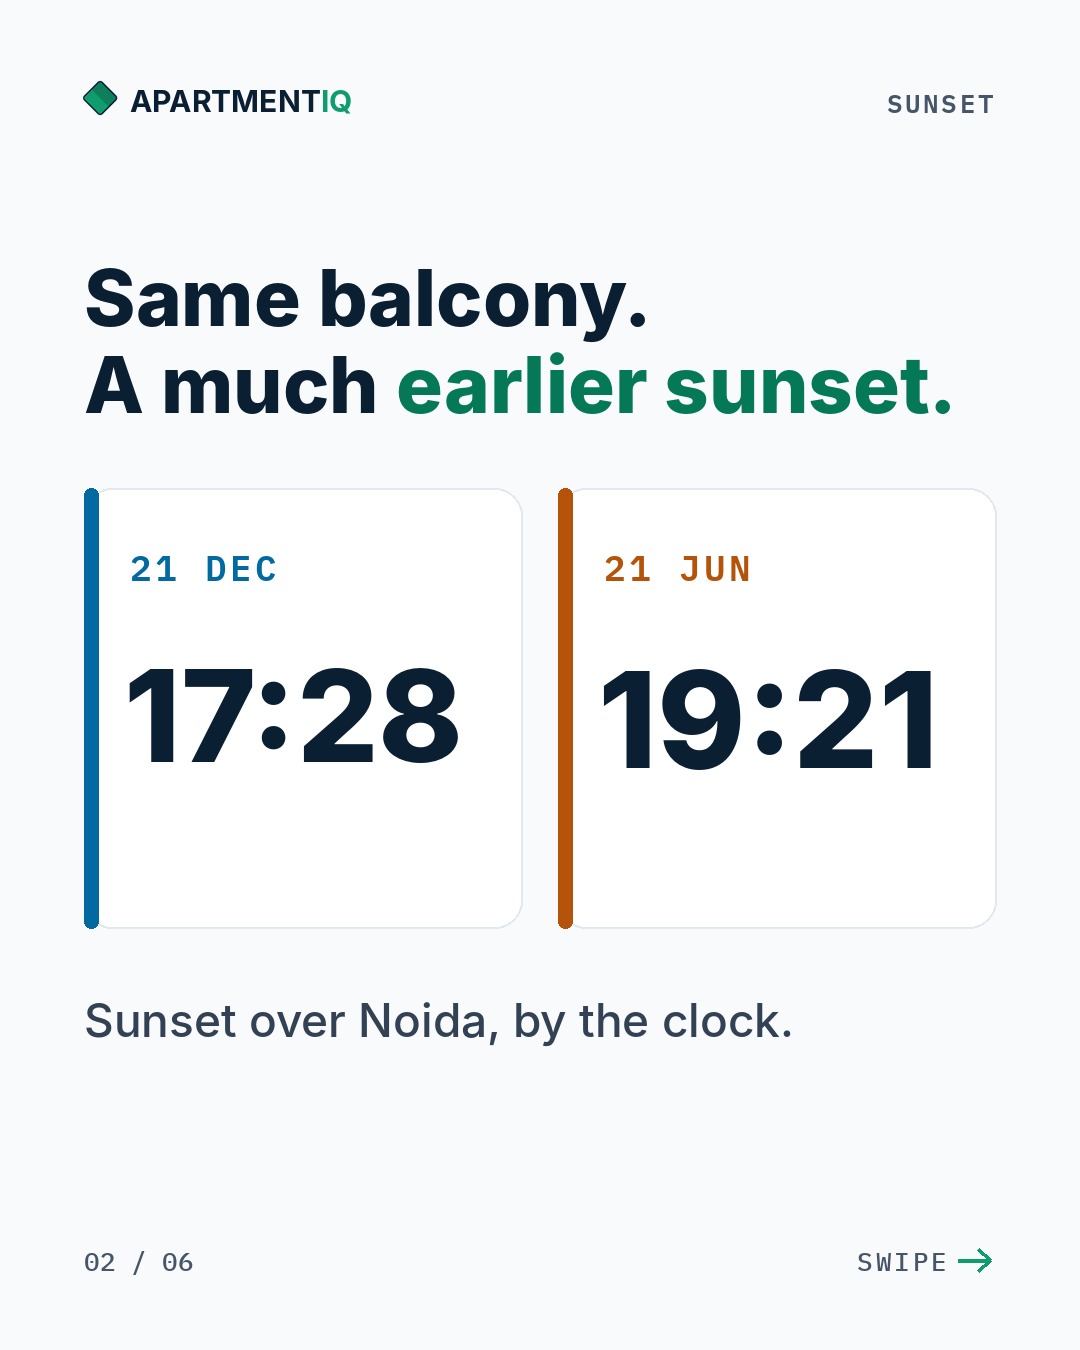 APARTMENTIQ
SUNSET
Same balcony.
A much earlier sunset.
21 DEC
17:28
21 JUN
19:21
Sunset over Noida, by the clock.
02 / 06
SWIPE →